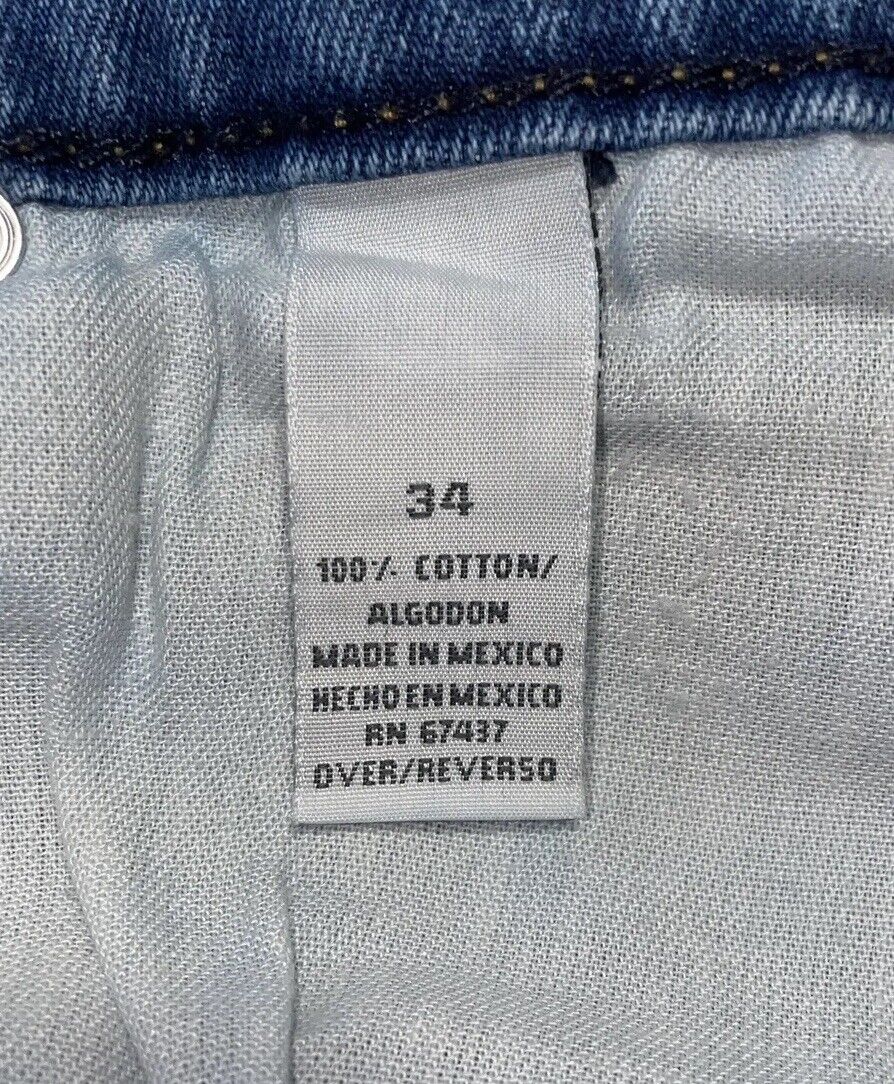 34
100% COTTON/
ALGODON
MADE IN MEXICO
HECHO EN MEXICO
RN 67437
OVER/REVERSO